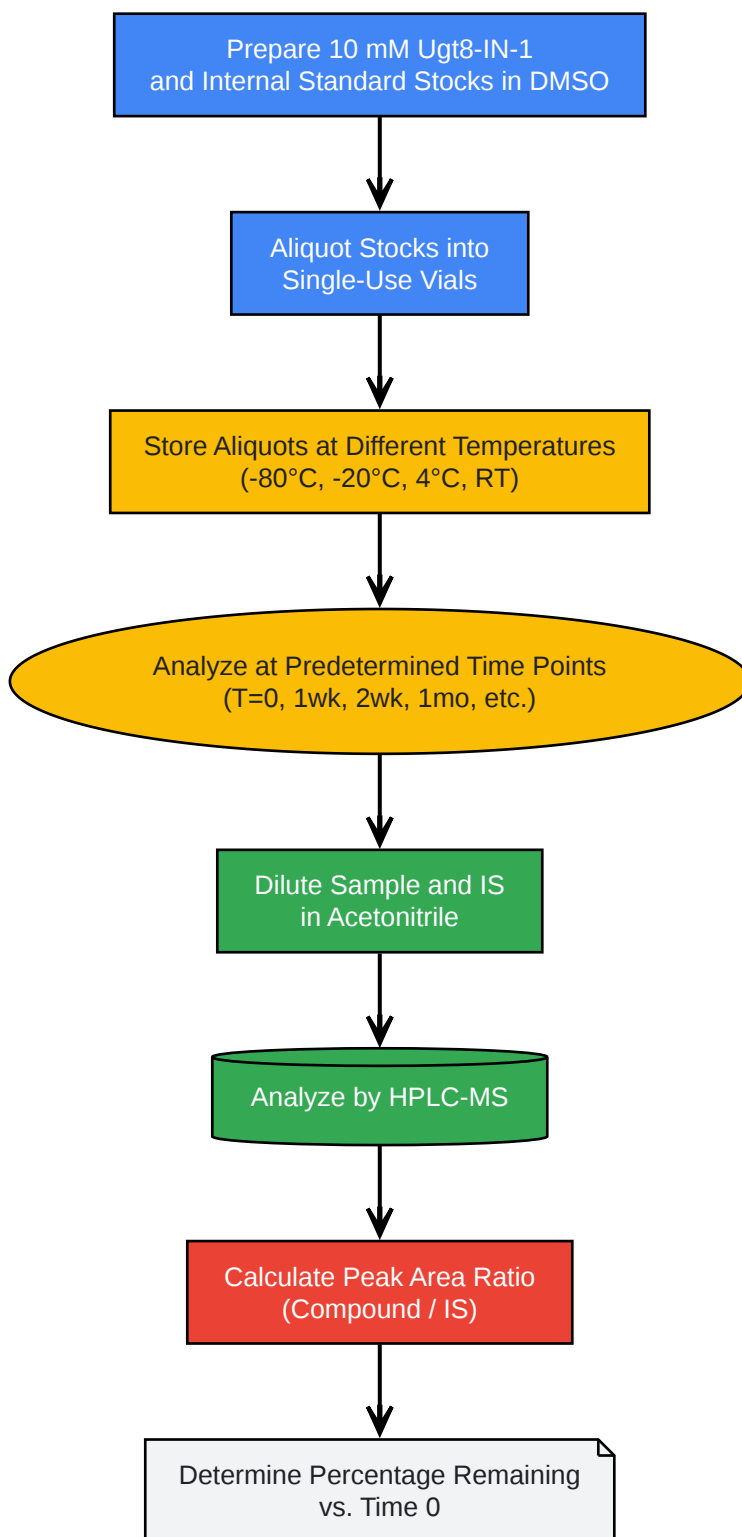 Prepare 10 mM Ugt8-IN-1
and Internal Standard Stocks in DMSO
Aliquot Stocks into
Single-Use Vials
Store Aliquots at Different Temperatures
(-80°C, -20°C, 4°C, RT)
Analyze at Predetermined Time Points
(T=0, 1wk, 2wk, 1mo, etc.)
Dilute Sample and IS
in Acetonitrile
Analyze by HPLC-MS
Calculate Peak Area Ratio
(Compound / IS)
Determine Percentage Remaining
vs. Time 0